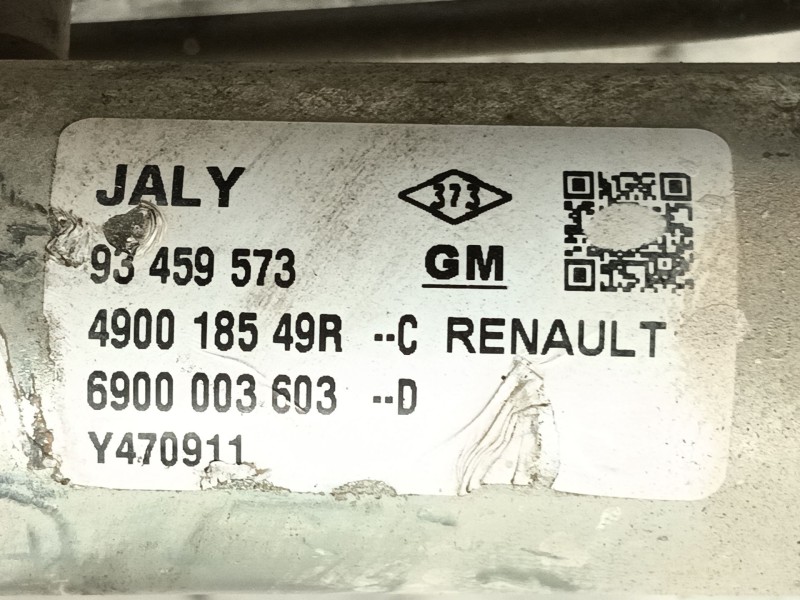 JALY
373
93 459 573
GM
4900 185 49R --C RENAULT
6900 003 603 --D
Y470911